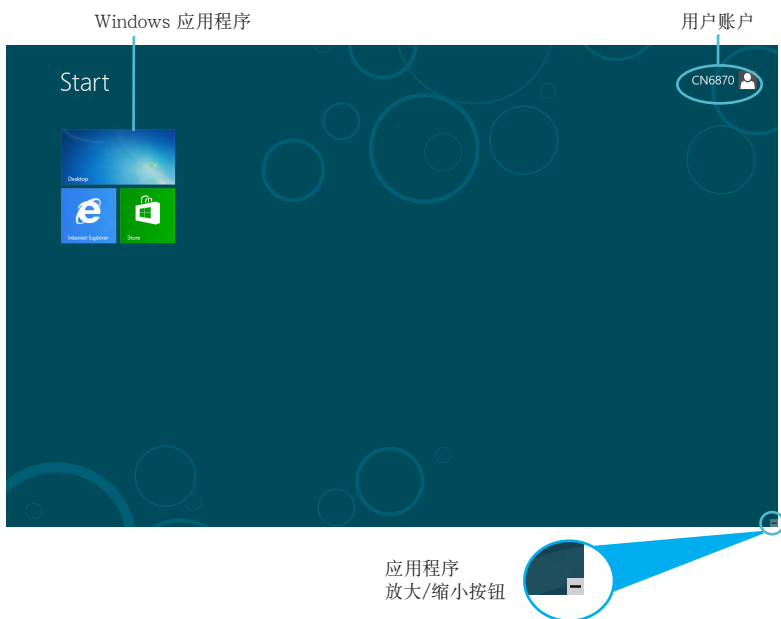 Windows 应用程序
用户账户
Start
CN6870
Desktop
Internet Explorer
Store
应用程序
放大/缩小按钮